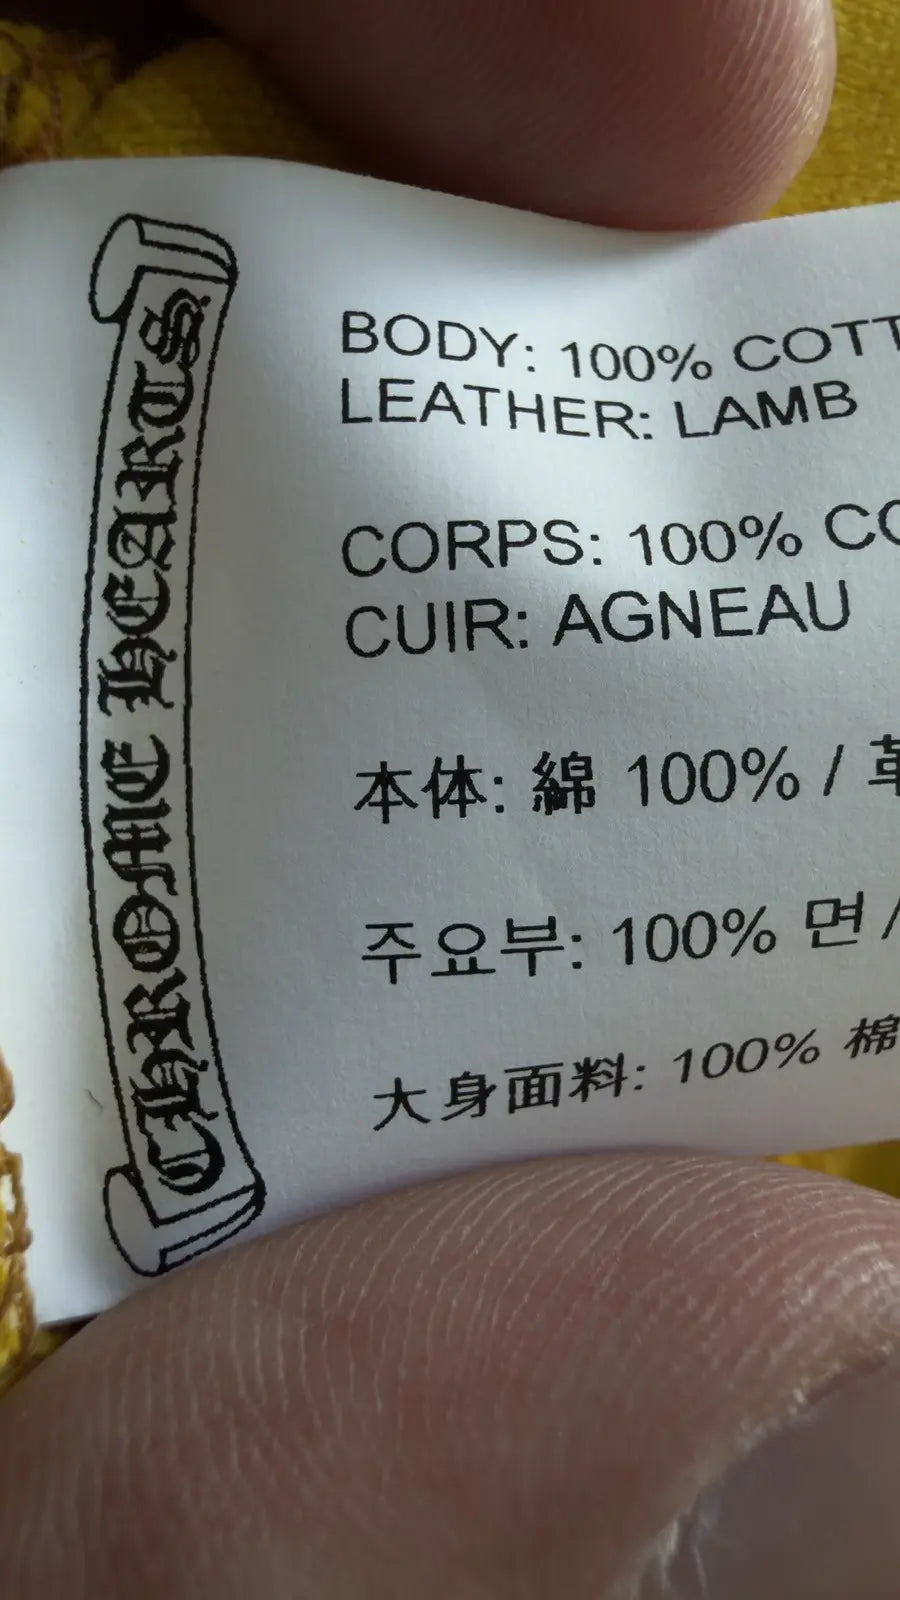 CHROME HEARTS
BODY: 100% COTT
LEATHER: LAMB
CORPS: 100% CO
CUIR: AGNEAU
本体: 綿 100% / 革
주요부: 100% 면 /
大身面料: 100% 棉